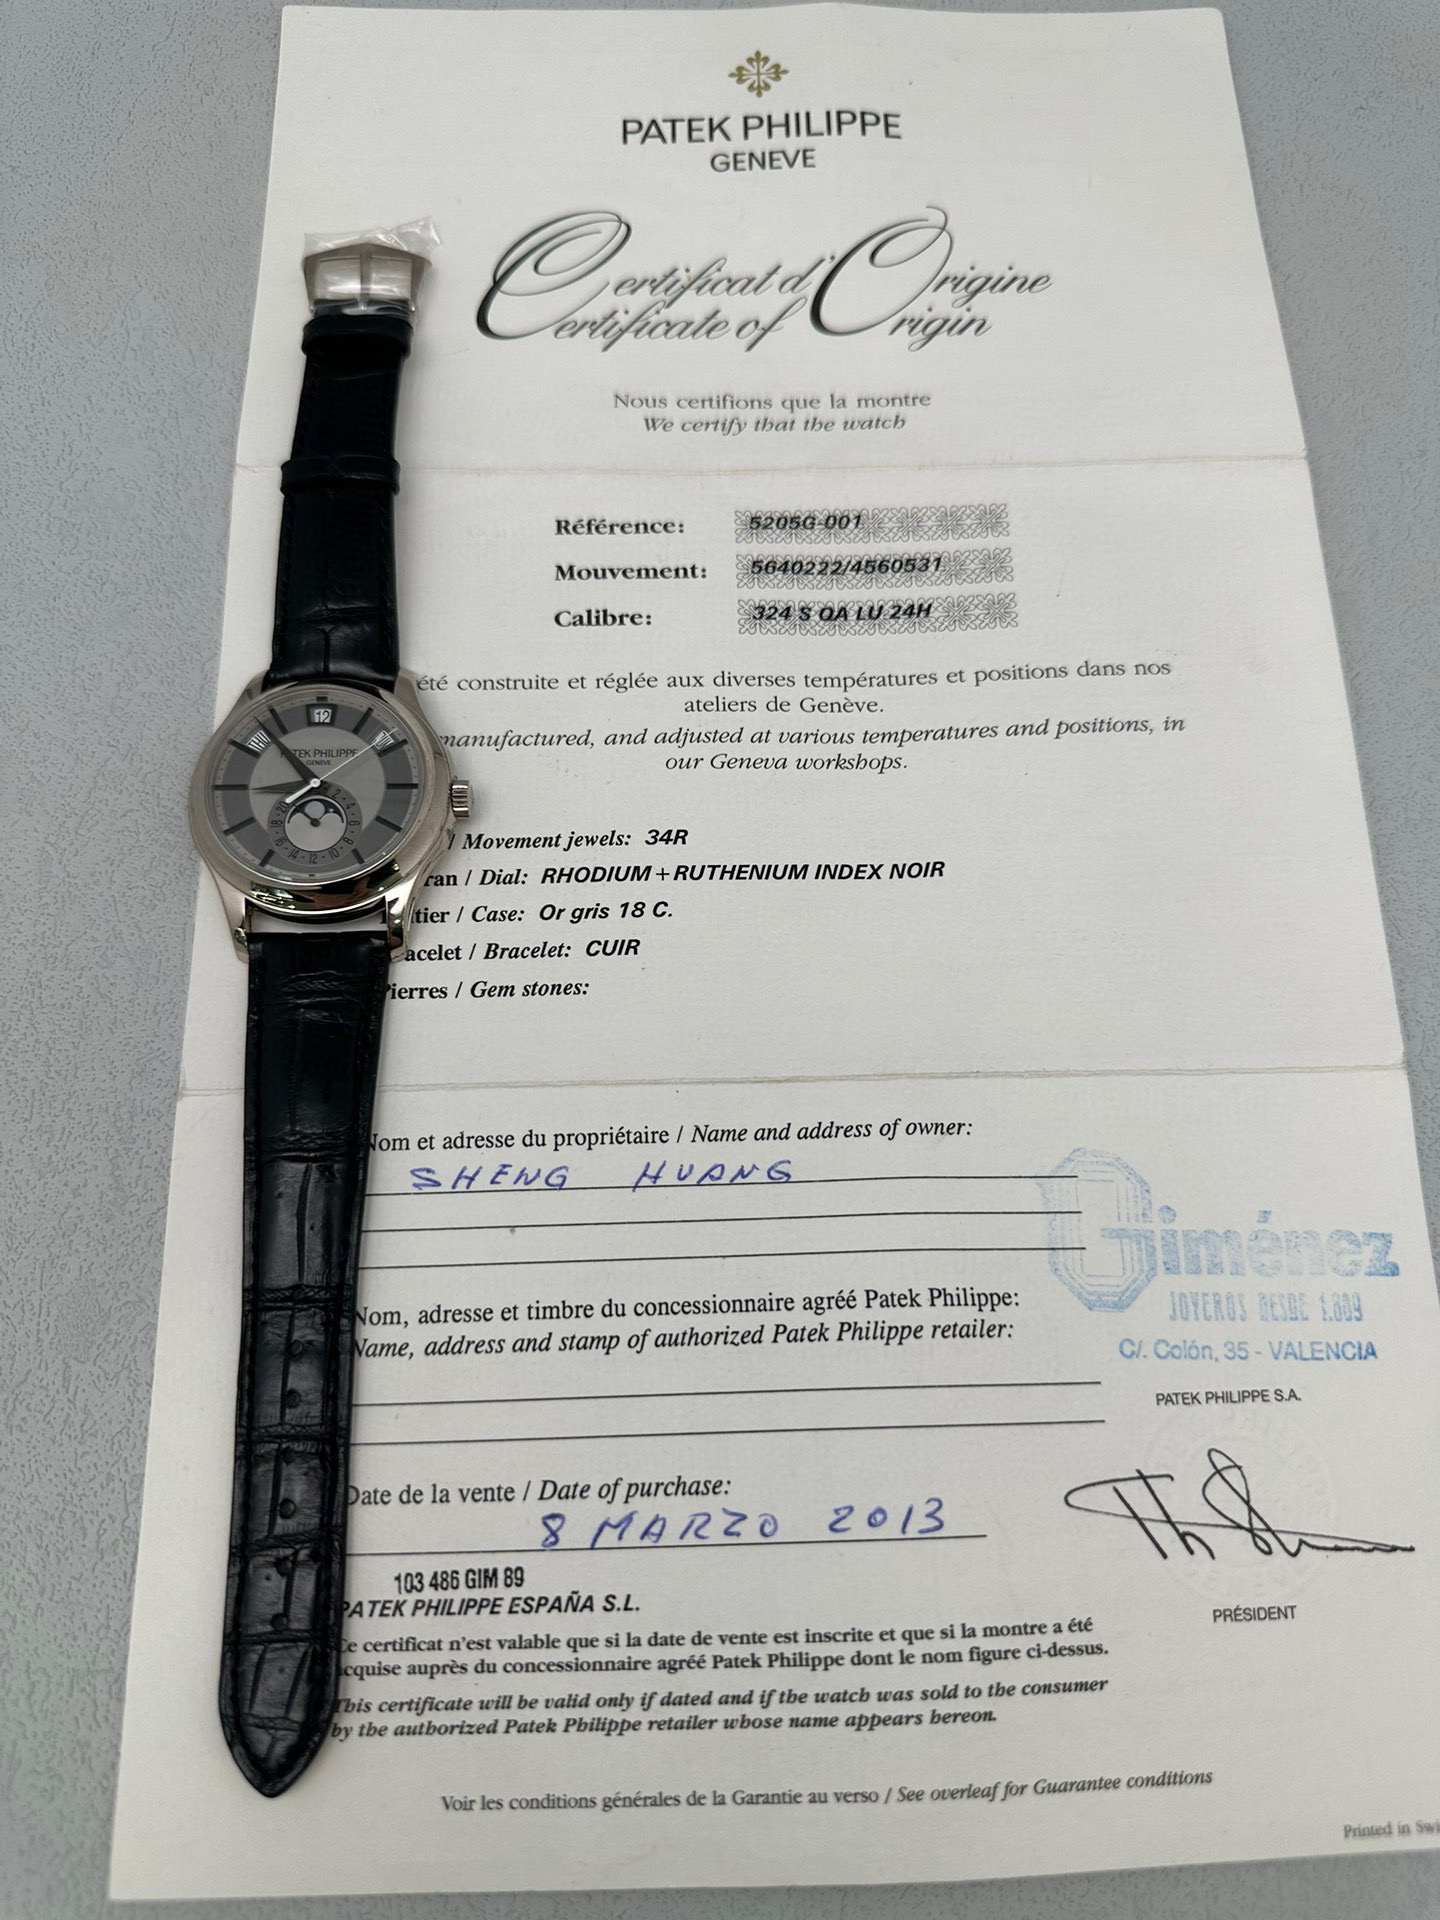 PATEK PHILIPPE
GENEVE
Certificat d'Origine
Certificate of Origin
Nous certifions que la montre
We certify that the watch
Référence: 5205G-001
Mouvement: 5640222/4560531
Calibre: 324 S QA LU 24H
été construite et réglée aux diverses températures et positions dans nos
ateliers de Genève.
manufactured, and adjusted at various temperatures and positions, in
our Geneva workshops.
12
PATEK PHILIPPE
GENEVE
/ Movement jewels: 34R
/ Dial: RHODIUM+RUTHENIUM INDEX NOIR
/ Case: Or gris 18 C.
/ Bracelet: CUIR
Pierres / Gem stones:
Nom et adresse du propriétaire / Name and address of owner:
SHENG HUANG
Giménez
JOYEROS DESDE 1.889
C/. Colón, 35 - VALENCIA
Nom, adresse et timbre du concessionnaire agréé Patek Philippe:
Name, address and stamp of authorized Patek Philippe retailer:
PATEK PHILIPPE S.A.
Date de la vente / Date of purchase:
8 MARZO 2013
103 486 GIM 89
PATEK PHILIPPE ESPAÑA S.L.
PRÉSIDENT
Ce certificat n'est valable que si la date de vente est inscrite et que si la montre a été
acquise auprès du concessionnaire agréé Patek Philippe dont le nom figure ci-dessus.
This certificate will be valid only if dated and if the watch was sold to the consumer
by the authorized Patek Philippe retailer whose name appears hereon.
Voir les conditions générales de la Garantie au verso / See overleaf for Guarantee conditions
Printed in Swi